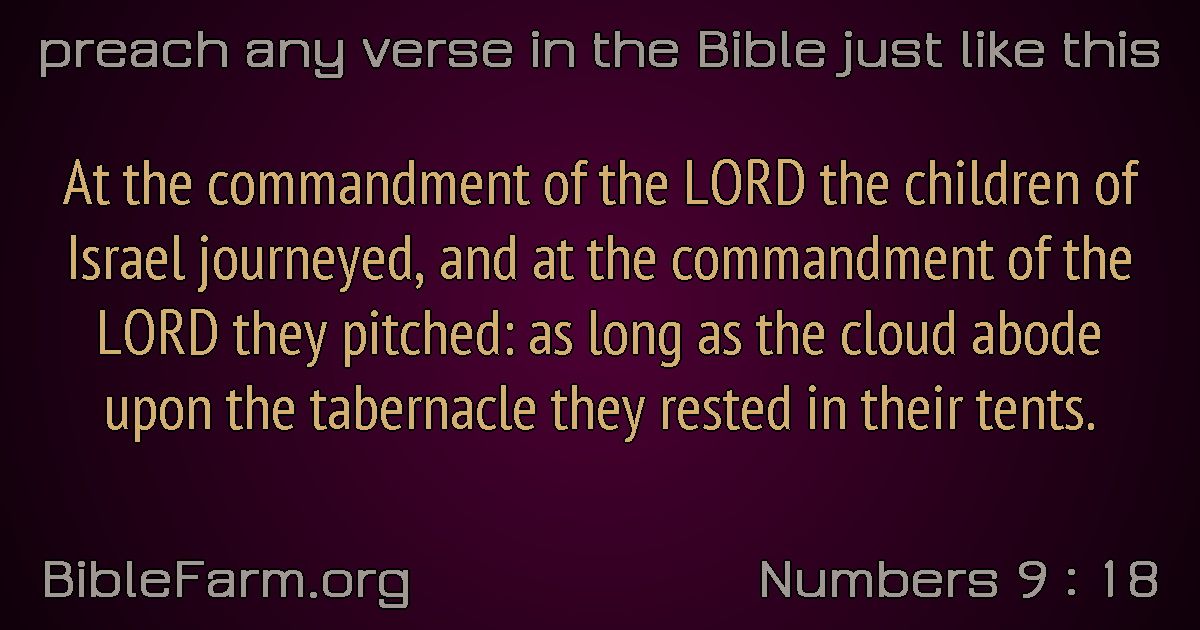 preach any verse in the Bible just like this
At the commandment of the LORD the children of
Israel journeyed, and at the commandment of the
LORD they pitched: as long as the cloud abode
upon the tabernacle they rested in their tents.
BibleFarm.org
Numbers 9 : 18